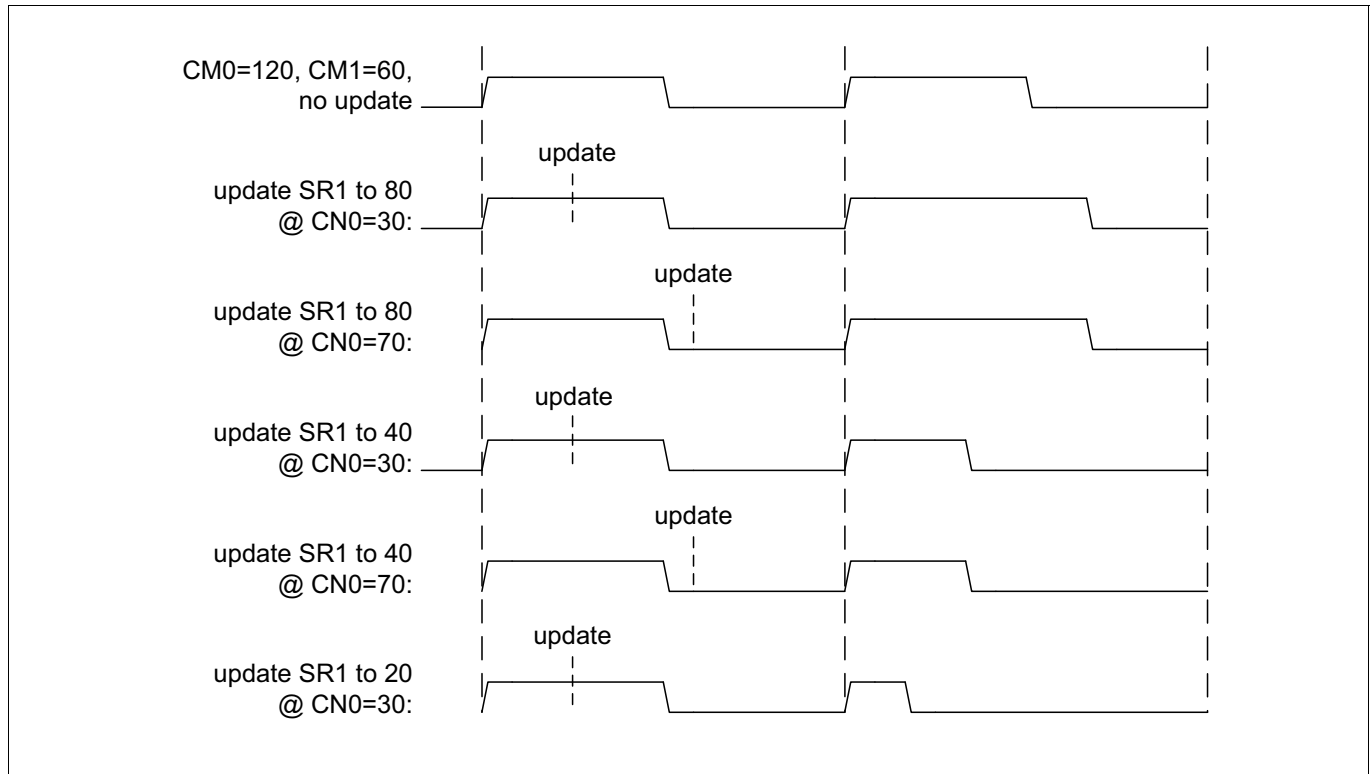 CM0=120, CM1=60,
no update
update
update SR1 to 80
@ CN0=30:
update
update SR1 to 80
@ CN0=70:
update
update SR1 to 40
@ CN0=30:
update
update SR1 to 40
@ CN0=70:
update
update SR1 to 20
@ CN0=30: